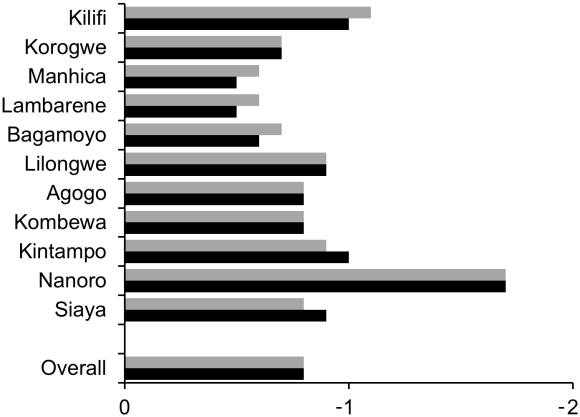 Kilifi
Korogwe
Manhica
Lambarene
Bagamoyo
Lilongwe
Agogo
Kombewa
Kintampo
Nanoro
Siaya
Overall
0 -1 -2